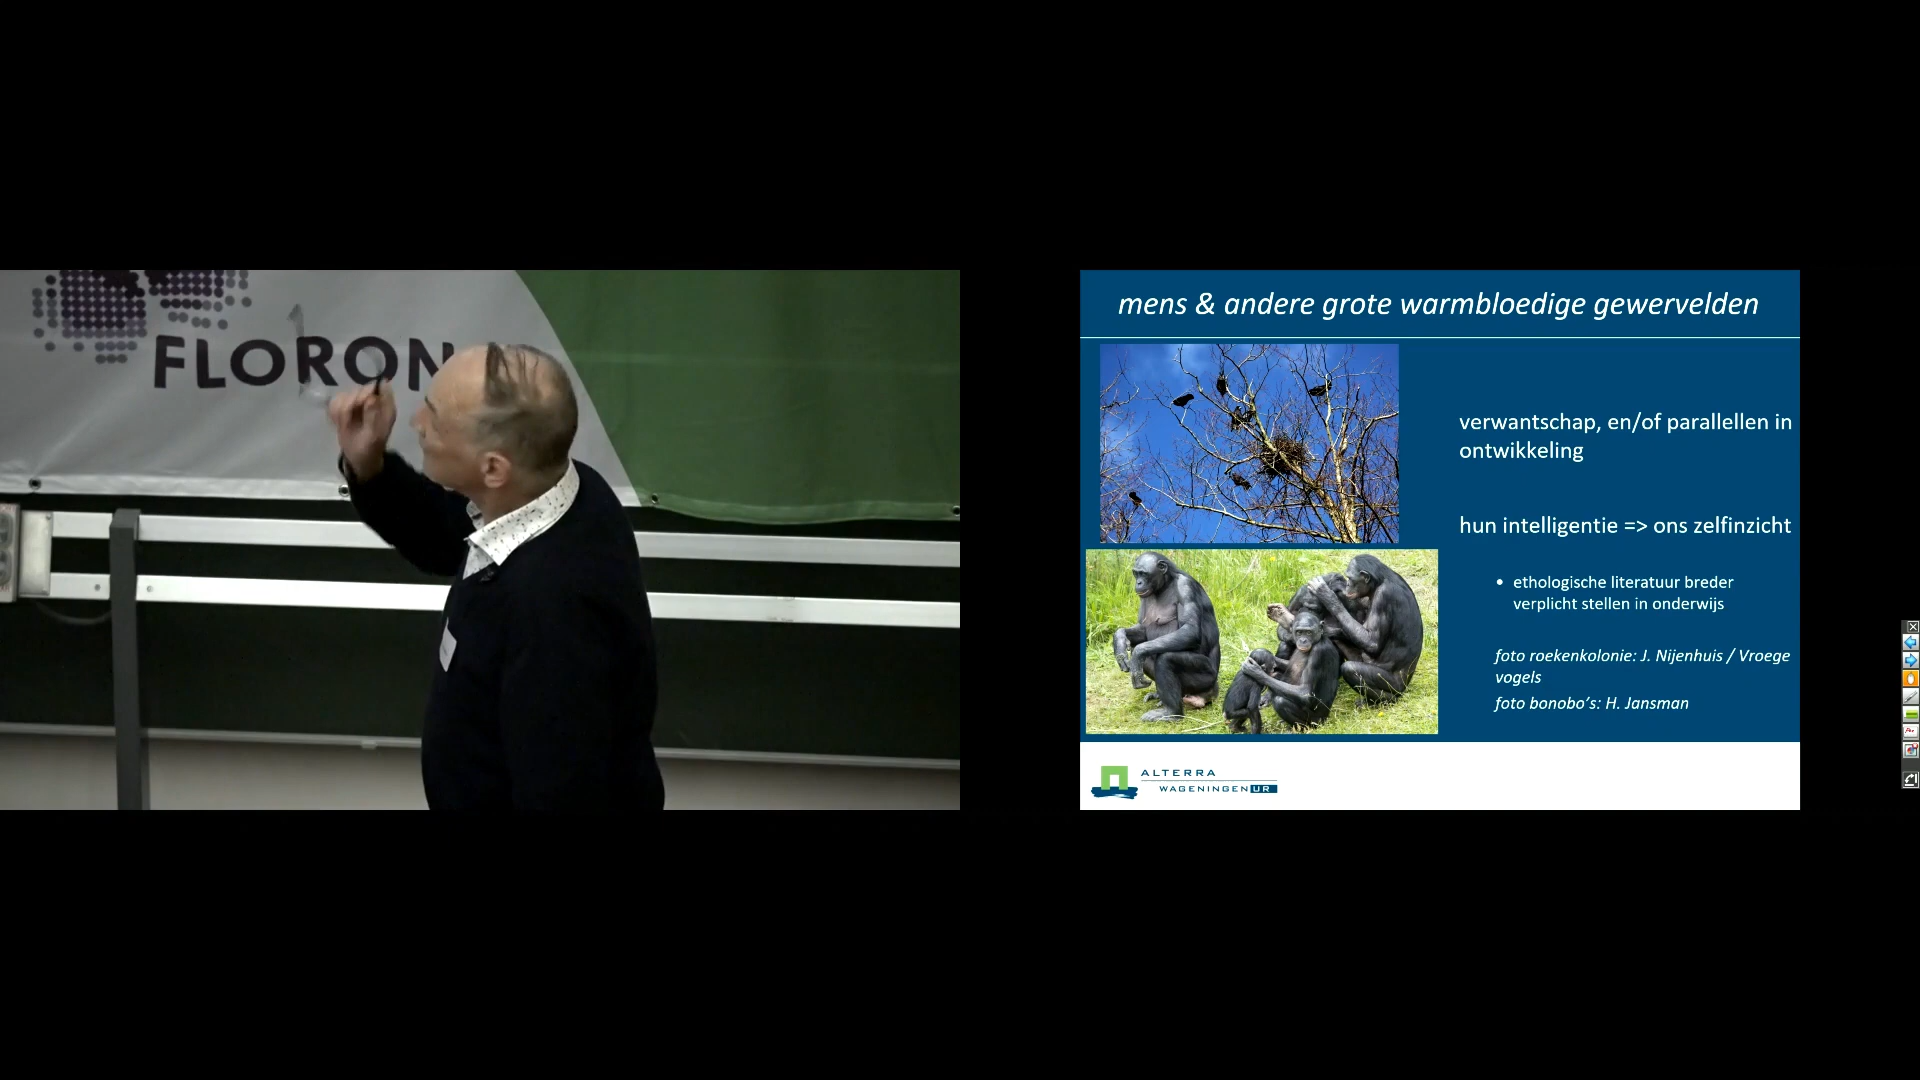 FLORON
mens & andere grote warmbloedige gewervelden
verwantschap, en/of parallellen in
ontwikkeling
hun intelligentie => ons zelfinzicht
• ethologische literatuur breder
verplicht stellen in onderwijs
foto roekenkolonie: J. Nijenhuis / Vroege
vogels
foto bonobo's: H. Jansman
ALTERRA
WAGENINGEN UR